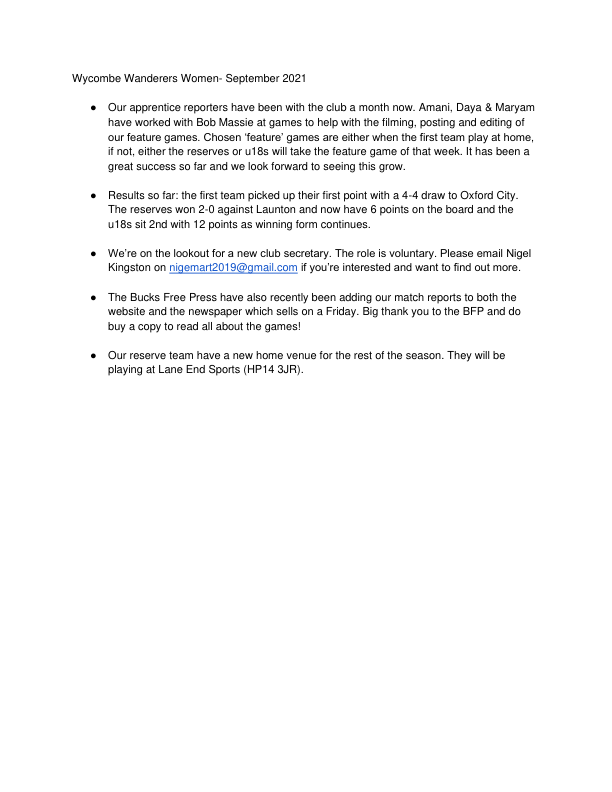 Wycombe Wanderers Women- September 2021
● Our apprentice reporters have been with the club a month now. Amani, Daya & Maryam
have worked with Bob Massie at games to help with the filming, posting and editing of
our feature games. Chosen ‘feature’ games are either when the first team play at home,
if not, either the reserves or u18s will take the feature game of that week. It has been a
great success so far and we look forward to seeing this grow.
● Results so far: the first team picked up their first point with a 4-4 draw to Oxford City.
The reserves won 2-0 against Launton and now have 6 points on the board and the
u18s sit 2nd with 12 points as winning form continues.
● We’re on the lookout for a new club secretary. The role is voluntary. Please email Nigel
Kingston on nigemart2019@gmail.com if you’re interested and want to find out more.
● The Bucks Free Press have also recently been adding our match reports to both the
website and the newspaper which sells on a Friday. Big thank you to the BFP and do
buy a copy to read all about the games!
● Our reserve team have a new home venue for the rest of the season. They will be
playing at Lane End Sports (HP14 3JR).